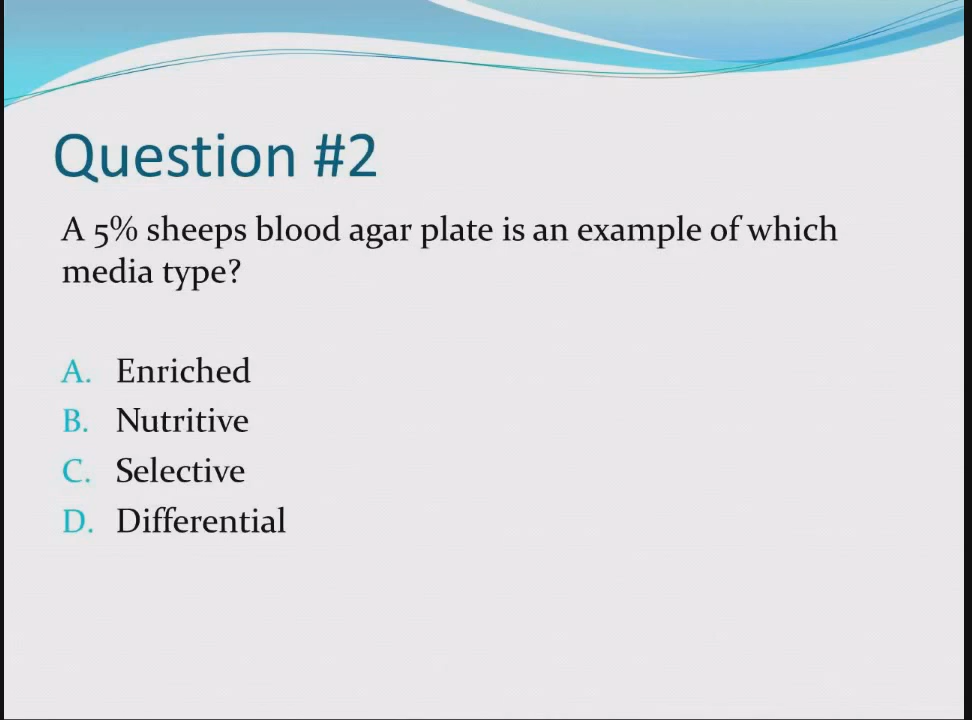 Question #2
A 5% sheeps blood agar plate is an example of which
media type?
A. Enriched
B. Nutritive
C. Selective
D. Differential